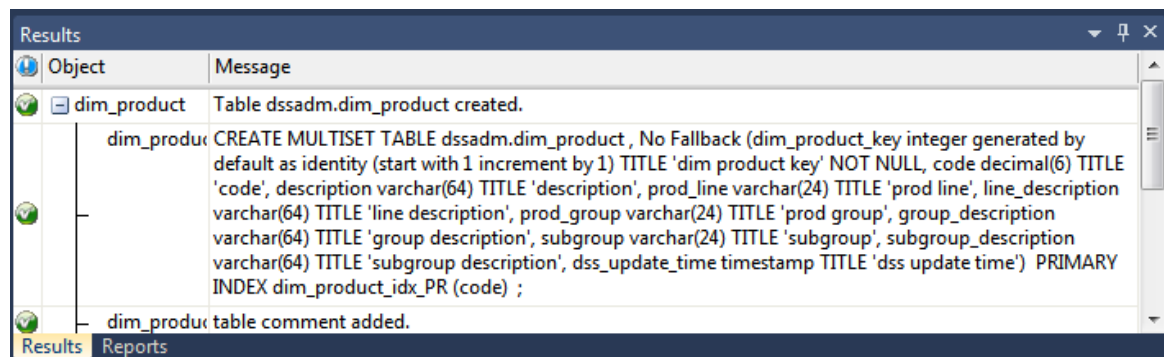 Results
Object Message
dim_product Table dssadm.dim_product created.
dim_produc CREATE MULTISET TABLE dssadm.dim_product , No Fallback (dim_product_key integer generated by
default as identity (start with 1 increment by 1) TITLE 'dim product key' NOT NULL, code decimal(6) TITLE
'code', description varchar(64) TITLE 'description', prod_line varchar(24) TITLE 'prod line', line_description
varchar(64) TITLE 'line description', prod_group varchar(24) TITLE 'prod group', group_description
varchar(64) TITLE 'group description', subgroup varchar(24) TITLE 'subgroup', subgroup_description
varchar(64) TITLE 'subgroup description', dss_update_time timestamp TITLE 'dss update time') PRIMARY
INDEX dim_product_idx_PR (code) ;
dim_produc table comment added.
Results Reports